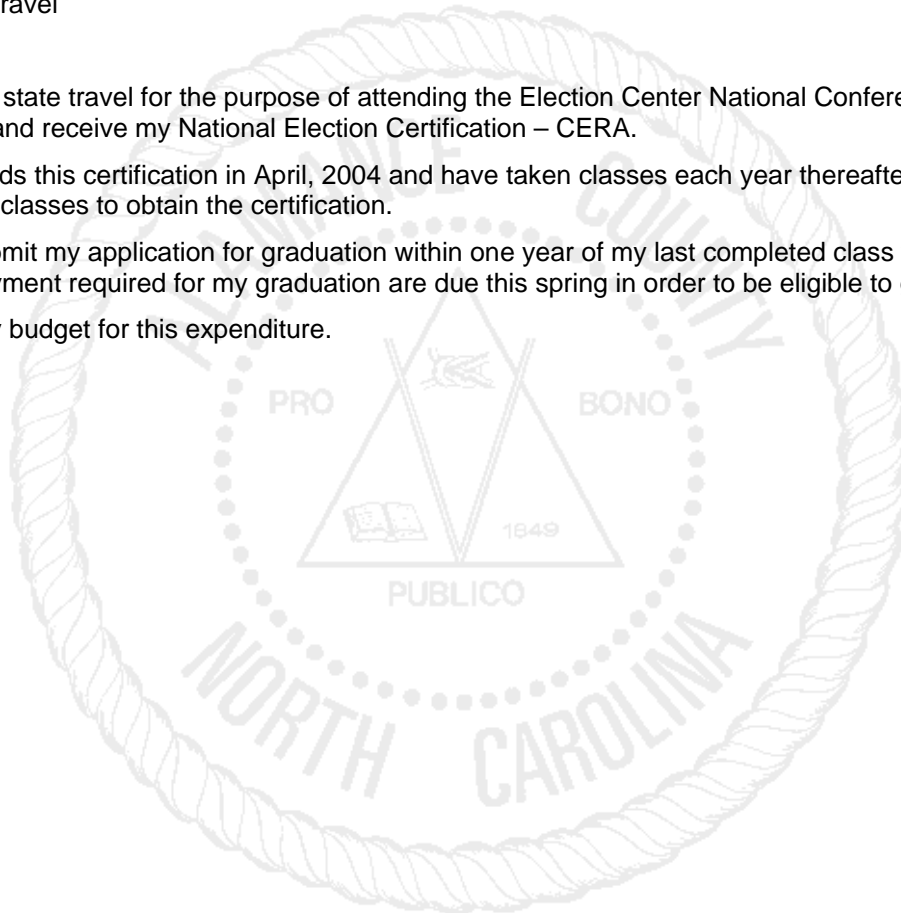 ravel
state travel for the purpose of attending the Election Center National Confere
and receive my National Election Certification – CERA.
ds this certification in April, 2004 and have taken classes each year thereafte
classes to obtain the certification.
omit my application for graduation within one year of my last completed class
yment required for my graduation are due this spring in order to be eligible to
y budget for this expenditure.
ALAMANCE COUNTY
PRO BONO
1849
PUBLICO
NORTH CAROLINA